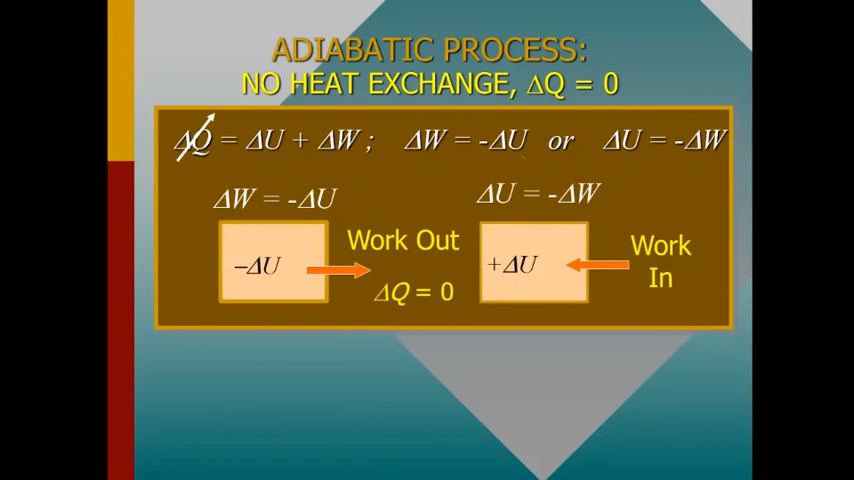 ADIABATIC PROCESS:
NO HEAT EXCHANGE, ΔQ = 0
ΔQ = ΔU + ΔW ; ΔW = -ΔU or ΔU = -ΔW
ΔW = -ΔU ΔU = -ΔW
−ΔU Work Out ΔQ = 0
+ΔU Work In